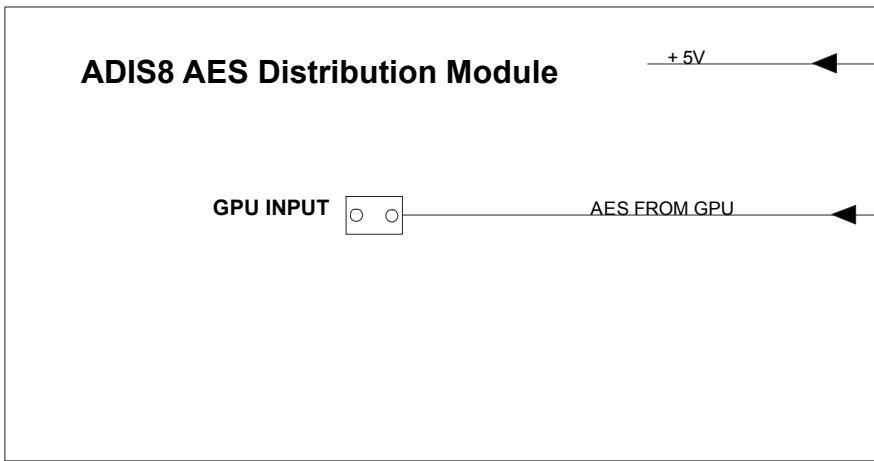 ADIS8 AES Distribution Module
+ 5V
GPU INPUT
AES FROM GPU